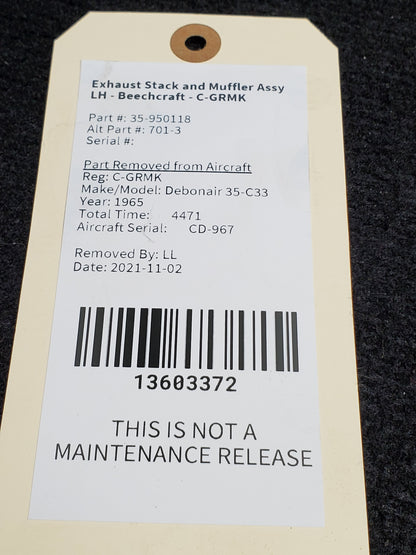 Exhaust Stack and Muffler Assy
LH - Beechcraft - C-GRMK
Part #: 35-950118
Alt Part #: 701-3
Serial #:
Part Removed from Aircraft
Reg: C-GRMK
Make/Model: Debonair 35-C33
Year: 1965
Total Time: 4471
Aircraft Serial: CD-967
Removed By: LL
Date: 2021-11-02
13603372
THIS IS NOT A
MAINTENANCE RELEASE